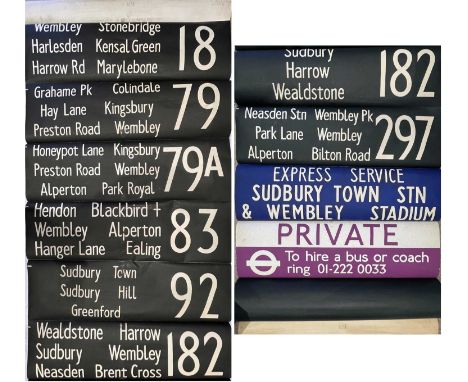 Wembley Stonebridge
Harlesden Kensal Green
Harrow Rd Marylebone
18
Grahame Pk Colindale
Hay Lane Kingsbury
Preston Road Wembley
79
Honeypot Lane Kingsbury
Preston Road Wembley
Alperton Park Royal
79A
Hendon Blackbird +
Wembley Alperton
Hanger Lane Ealing
83
Sudbury Town
Sudbury Hill
Greenford
92
Wealdstone Harrow
Sudbury Wembley
Neasden Brent Cross
182
Sudbury
Harrow
Wealdstone
182
Neasden Stn Wembley Pk
Park Lane Wembley
Alperton Bilton Road
297
EXPRESS SERVICE
SUDBURY TOWN STN
& WEMBLEY STADIUM
PRIVATE
To hire a bus or coach
ring 01-222 0033